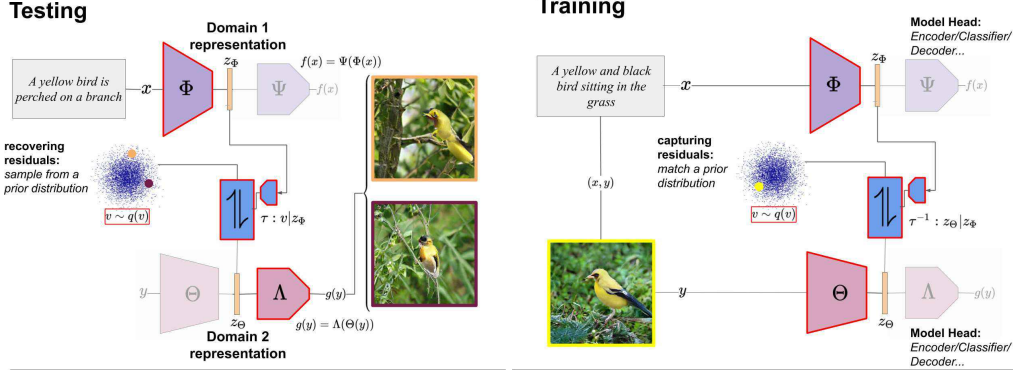 Testing
Domain 1
representation
z_Φ
f(x) = Ψ(Φ(x))
A yellow bird is
perched on a branch
x
Φ
Ψ
f(x)
recovering
residuals:
sample from a
prior distribution
v ~ q(v)
τ : v|z_Φ
y
Θ
Λ
g(y)
z_Θ
g(y) = Λ(Θ(y))
Domain 2
representation
Training
Model Head:
Encoder/Classifier/
Decoder...
z_Φ
A yellow and black
bird sitting in the
grass
x
Φ
Ψ
f(x)
capturing
residuals:
match a prior
distribution
(x, y)
v ~ q(v)
τ⁻¹ : z_Θ|z_Φ
y
Θ
Λ
g(y)
z_Θ
Model Head:
Encoder/Classifier/
Decoder...